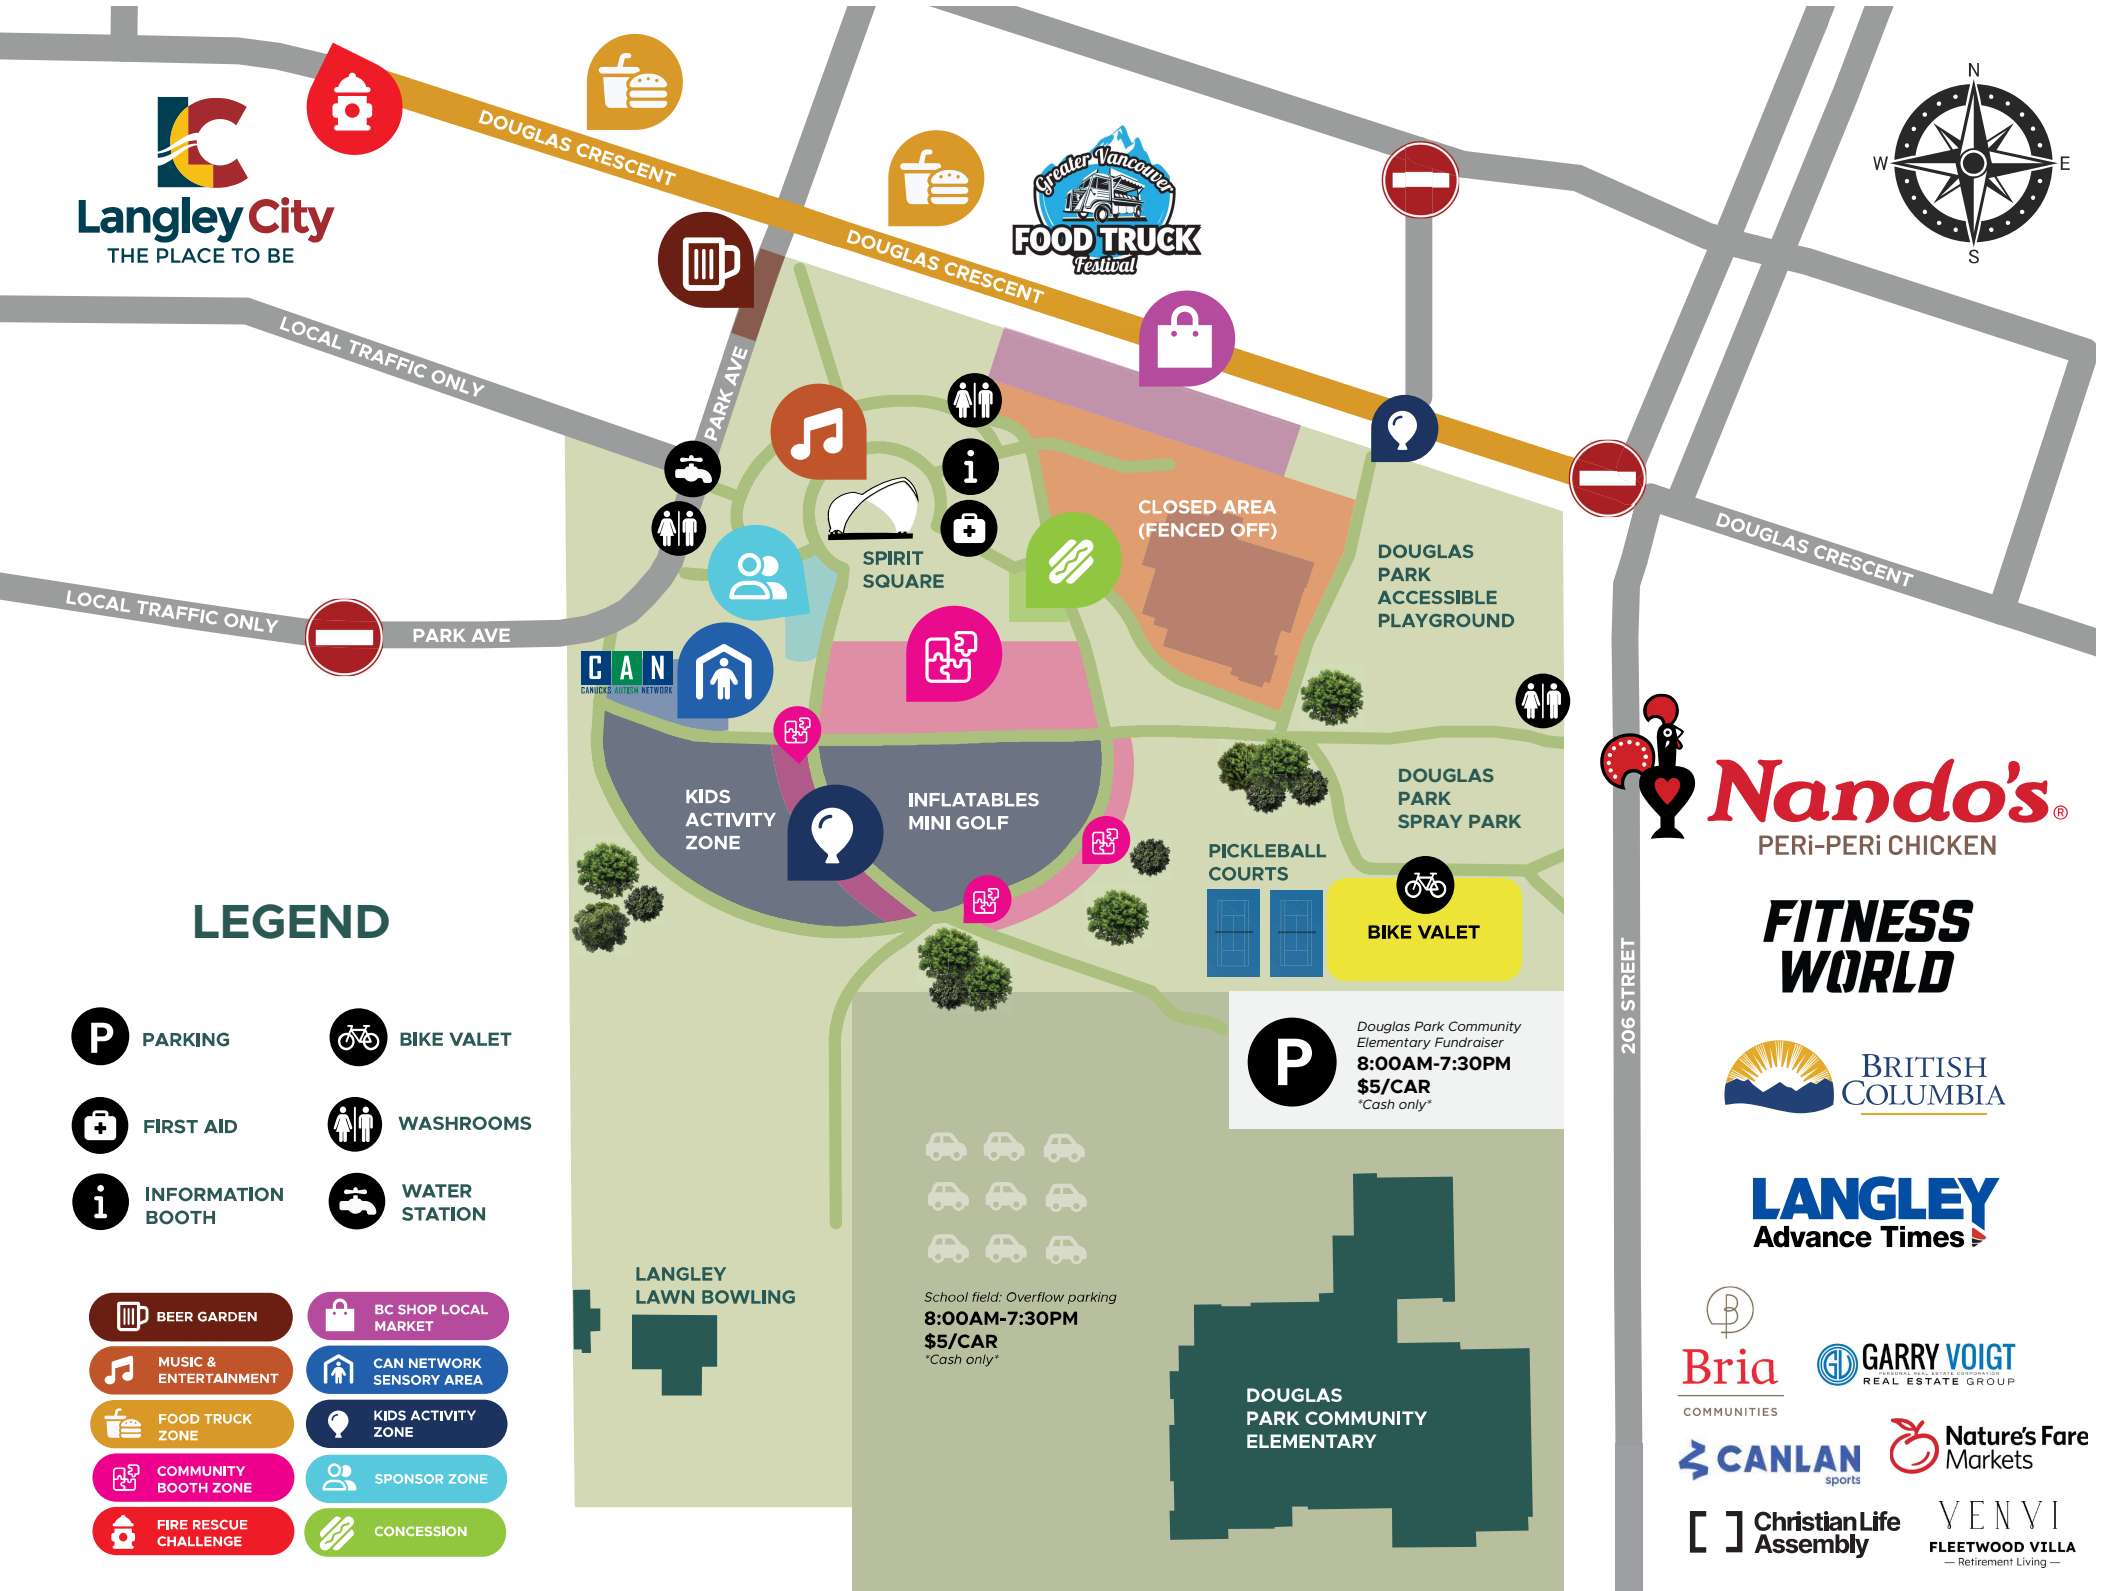 N
W
E
S
Langley City
THE PLACE TO BE
DOUGLAS CRESCENT
DOUGLAS CRESCENT
Greater Vancouver
FOOD TRUCK
Festival
LOCAL TRAFFIC ONLY
PARK AVE
LOCAL TRAFFIC ONLY
PARK AVE
DOUGLAS CRESCENT
i
SPIRIT
SQUARE
CLOSED AREA
(FENCED OFF)
DOUGLAS
PARK
ACCESSIBLE
PLAYGROUND
CAN
CANUCKS AUTISM NETWORK
KIDS
ACTIVITY
ZONE
INFLATABLES
MINI GOLF
DOUGLAS
PARK
SPRAY PARK
PICKLEBALL
COURTS
BIKE VALET
206 STREET
P
Douglas Park Community
Elementary Fundraiser
8:00AM-7:30PM
$5/CAR
*Cash only*
School field: Overflow parking
8:00AM-7:30PM
$5/CAR
*Cash only*
LANGLEY
LAWN BOWLING
DOUGLAS
PARK COMMUNITY
ELEMENTARY
LEGEND
P PARKING
BIKE VALET
FIRST AID
WASHROOMS
i INFORMATION
BOOTH
WATER
STATION
BEER GARDEN
BC SHOP LOCAL
MARKET
MUSIC &
ENTERTAINMENT
CAN NETWORK
SENSORY AREA
FOOD TRUCK
ZONE
KIDS ACTIVITY
ZONE
COMMUNITY
BOOTH ZONE
SPONSOR ZONE
FIRE RESCUE
CHALLENGE
CONCESSION
Nando's®
PERi-PERi CHICKEN
FITNESS
WORLD
BRITISH
COLUMBIA
LANGLEY
Advance Times
B
Bria
COMMUNITIES
GV GARRY VOIGT
PERSONAL REAL ESTATE CORPORATION
REAL ESTATE GROUP
CANLAN
sports
Nature's Fare
Markets
Christian Life
Assembly
VENVI
FLEETWOOD VILLA
— Retirement Living —